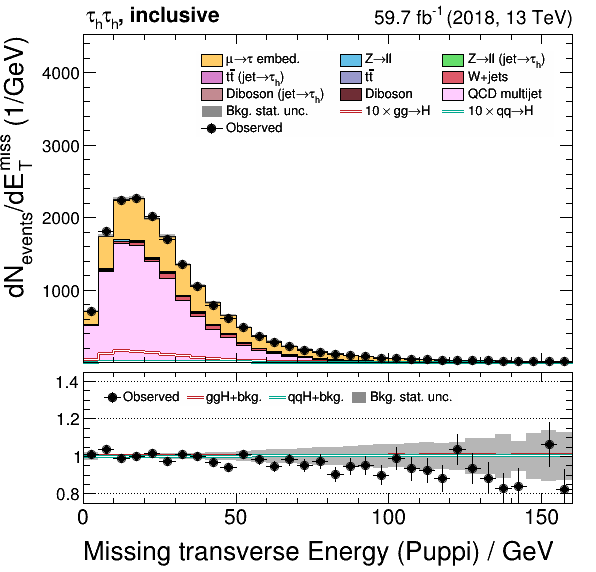 τhτh, inclusive
59.7 fb-1 (2018, 13 TeV)
dNevents/dETmiss (1/GeV)
4000
3000
2000
1000
μ→τ embed.
Z→ll
Z→ll (jet→τh)
tt̄ (jet→τh)
tt̄
W+jets
Diboson (jet→τh)
Diboson
QCD multijet
Bkg. stat. unc.
10 × gg→H
10 × qq→H
Observed
1.4
1.2
1
0.8
Observed
ggH+bkg.
qqH+bkg.
Bkg. stat. unc.
0
50
100
150
Missing transverse Energy (Puppi) / GeV